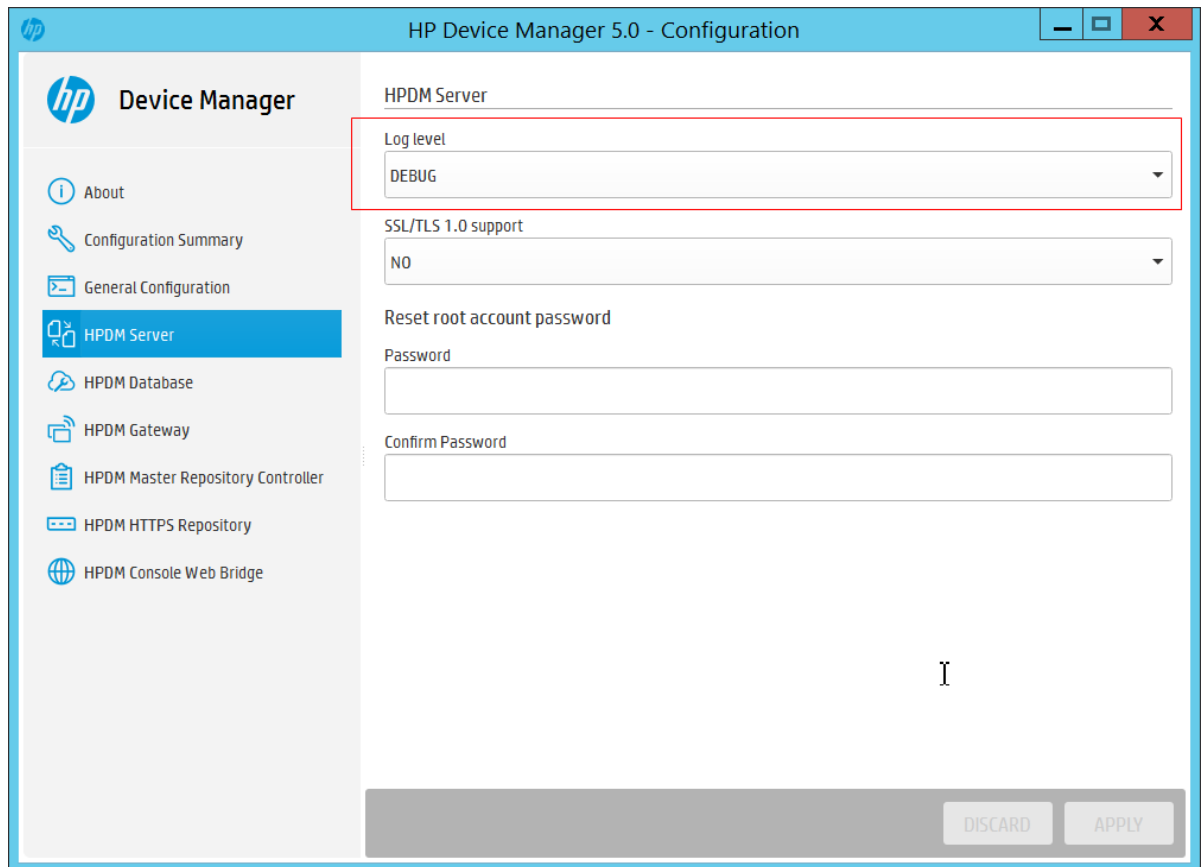 HP Device Manager 5.0 - Configuration
hp
Device Manager
About
Configuration Summary
General Configuration
HPDM Server
HPDM Database
HPDM Gateway
HPDM Master Repository Controller
HPDM HTTPS Repository
HPDM Console Web Bridge
HPDM Server
Log level
DEBUG
SSL/TLS 1.0 support
NO
Reset root account password
Password
Confirm Password
DISCARD
APPLY